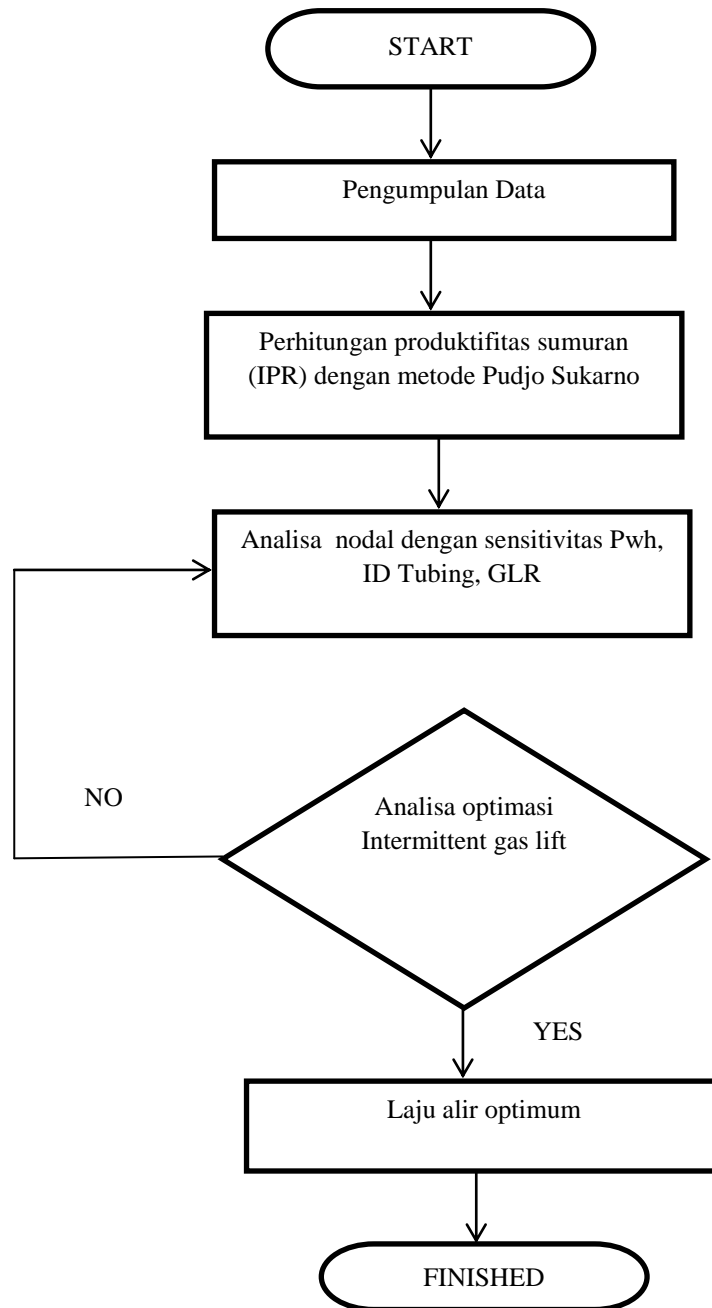 START
Pengumpulan Data
Perhitungan produktifitas sumuran
(IPR) dengan metode Pudjo Sukarno
Analisa nodal dengan sensitivitas Pwh,
ID Tubing, GLR
NO
Analisa optimasi
Intermittent gas lift
YES
Laju alir optimum
FINISHED